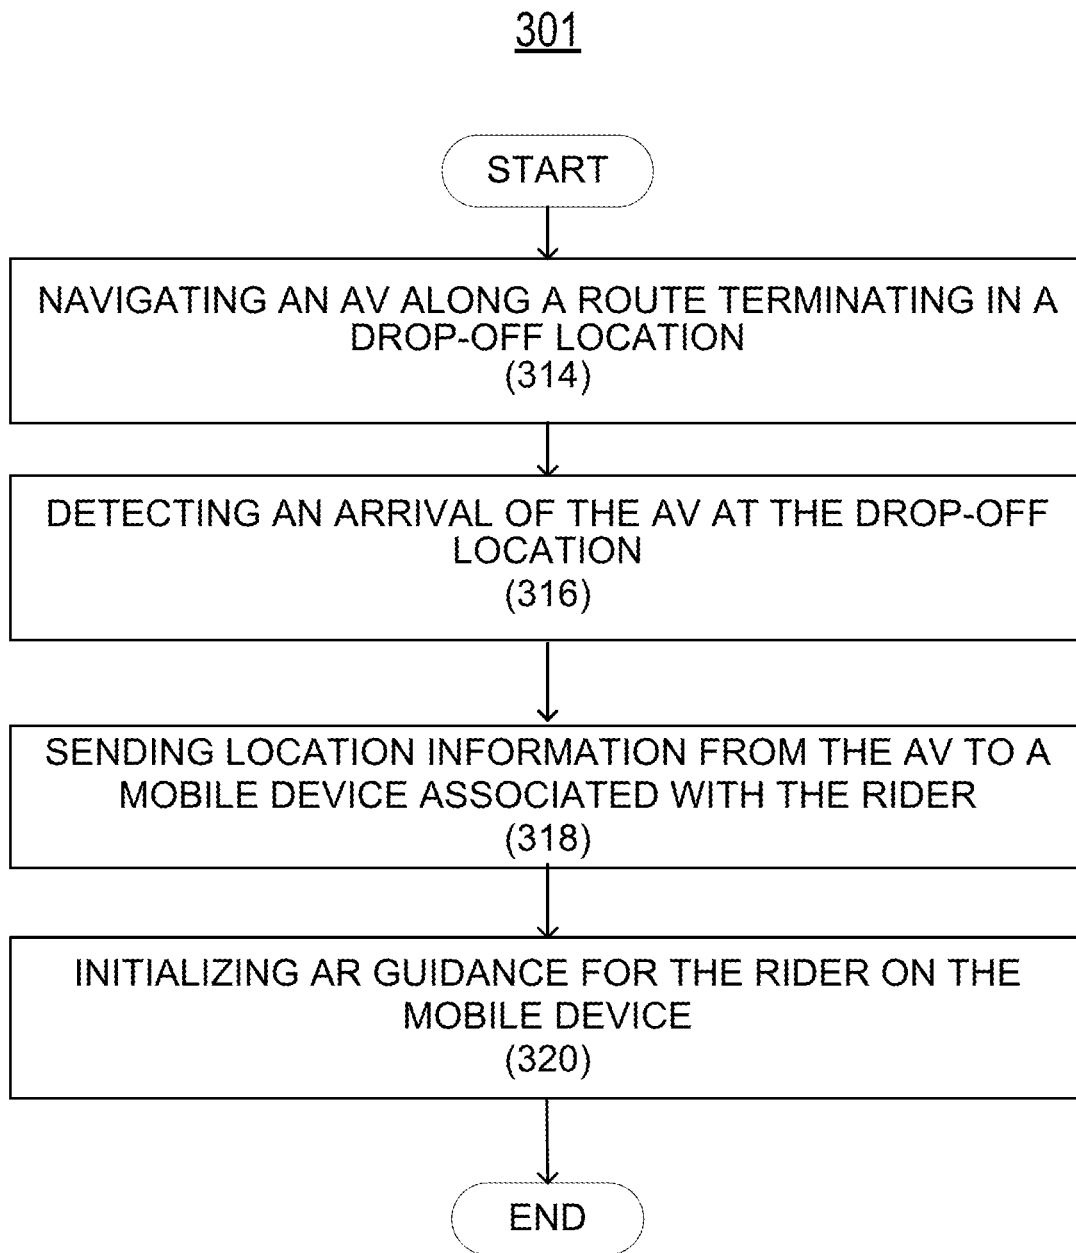 301
START
NAVIGATING AN AV ALONG A ROUTE TERMINATING IN A
DROP-OFF LOCATION
(314)
DETECTING AN ARRIVAL OF THE AV AT THE DROP-OFF
LOCATION
(316)
SENDING LOCATION INFORMATION FROM THE AV TO A
MOBILE DEVICE ASSOCIATED WITH THE RIDER
(318)
INITIALIZING AR GUIDANCE FOR THE RIDER ON THE
MOBILE DEVICE
(320)
END